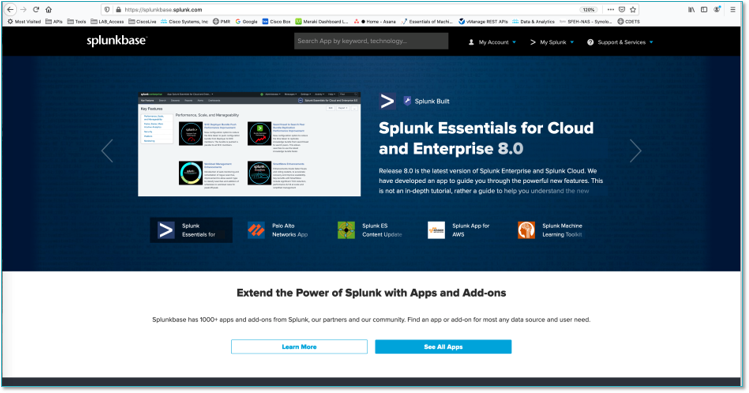 https://splunkbase.splunk.com
120%
Most Visited APIs Tools LAB_Access CiscoLive Cisco Systems, Inc PMR Google Cisco Box Meraki Dashboard L... Home - Asana Essentials of Mach... vManage REST APIs Data & Analytics SFEH-NAS - Synolo... CDETS
splunkbase
Search App by keyword, technology...
My Account
My Splunk
Support & Services
Key Features
Performance, Scale, and Manageability
Splunk Built
Splunk Essentials for Cloud
and Enterprise 8.0
Release 8.0 is the latest version of Splunk Enterprise and Splunk Cloud. We
have developed an app to guide you through the powerful new features. This
is not an in-depth tutorial, rather a guide to help you understand the new
Splunk
Essentials for
Palo Alto
Networks App
Splunk ES
Content Update
Splunk App for
AWS
Splunk Machine
Learning Toolkit
Extend the Power of Splunk with Apps and Add-ons
Splunkbase has 1000+ apps and add-ons from Splunk, our partners and our community. Find an app or add-on for most any data source and user need.
Learn More
See All Apps